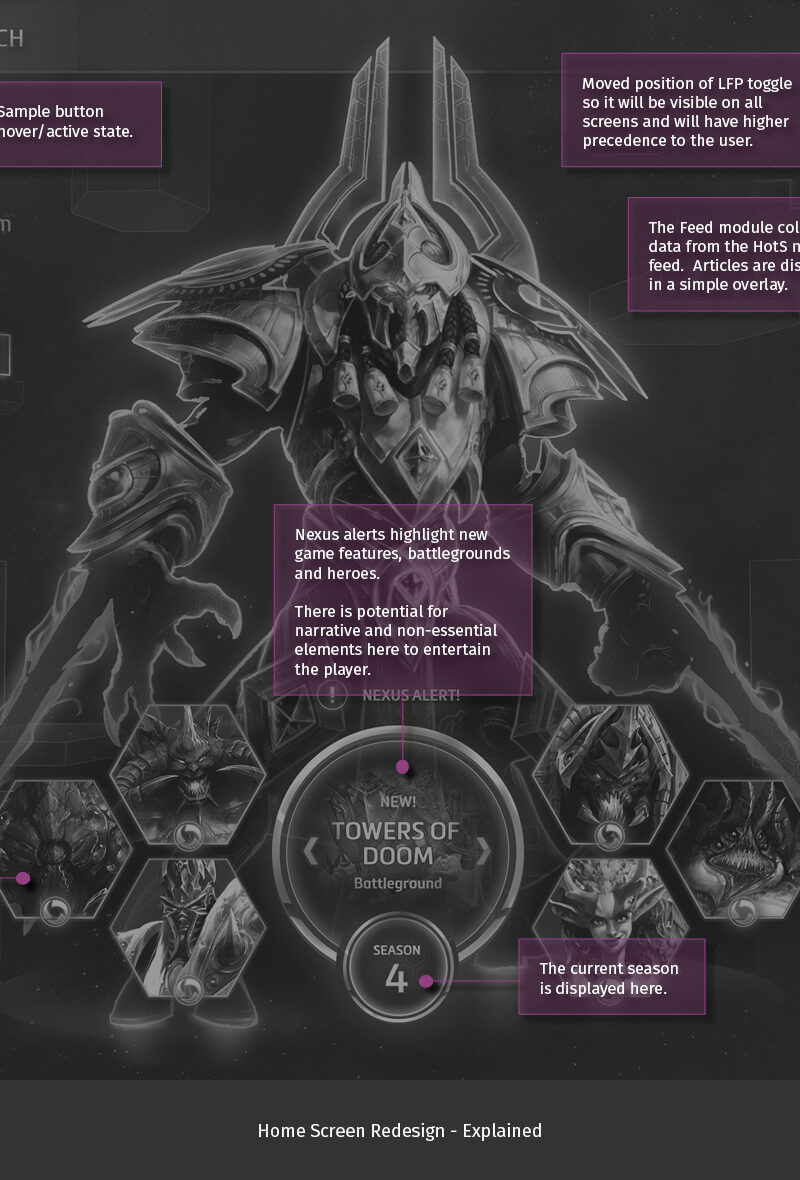 CH
Sample button
hover/active state.
Moved position of LFP toggle
so it will be visible on all
screens and will have higher
precedence to the user.
m
The Feed module col
data from the HotS n
feed. Articles are dis
in a simple overlay.
Nexus alerts highlight new
game features, battlegrounds
and heroes.
There is potential for
narrative and non-essential
elements here to entertain
the player.
! NEXUS ALERT!
NEW!
TOWERS OF
DOOM
Battleground
SEASON
4
The current season
is displayed here.
Home Screen Redesign - Explained